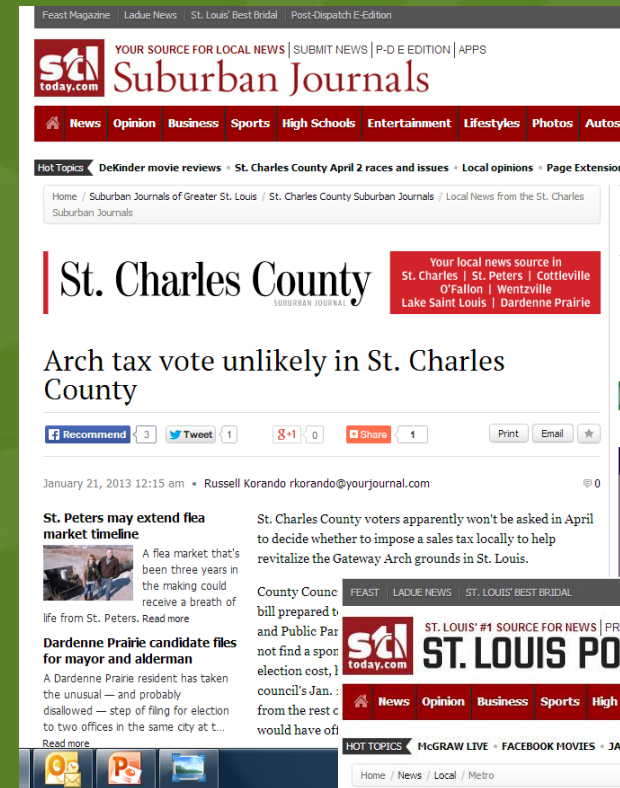 Feast Magazine | Ladue News | St. Louis' Best Bridal | Post-Dispatch E-Edition
stl
today.com
YOUR SOURCE FOR LOCAL NEWS | SUBMIT NEWS | P-D E EDITION | APPS
Suburban Journals
News Opinion Business Sports High Schools Entertainment Lifestyles Photos Autos
Hot Topics DeKinder movie reviews • St. Charles County April 2 races and issues • Local opinions • Page Extension
Home / Suburban Journals of Greater St. Louis / St. Charles County Suburban Journals / Local News from the St. Charles
Suburban Journals
St. Charles County
SUBURBAN JOURNAL
Your local news source in
St. Charles | St. Peters | Cottleville
O'Fallon | Wentzville
Lake Saint Louis | Dardenne Prairie
Arch tax vote unlikely in St. Charles
County
Recommend 3 Tweet 1 g+1 0 Share 1 Print Email
January 21, 2013 12:15 am • Russell Korando rkorando@yourjournal.com 0
St. Peters may extend flea
market timeline
A flea market that's
been three years in
the making could
receive a breath of
life from St. Peters. Read more
Dardenne Prairie candidate files
for mayor and alderman
A Dardenne Prairie resident has taken
the unusual — and probably
disallowed — step of filing for election
to two offices in the same city at t...
Read more
St. Charles County voters apparently won't be asked in April
to decide whether to impose a sales tax locally to help
revitalize the Gateway Arch grounds in St. Louis.
County Counc
bill prepared t
and Public Par
not find a spon
election cost,
council's Jan.
from the rest
would have of
FEAST | LADUE NEWS | ST. LOUIS' BEST BRIDAL
stl
today.com
ST. LOUIS' #1 SOURCE FOR NEWS | PR
ST. LOUIS PO
News Opinion Business Sports High
HOT TOPICS McGRAW LIVE • FACEBOOK MOVIES • JA
Home / News / Local / Metro